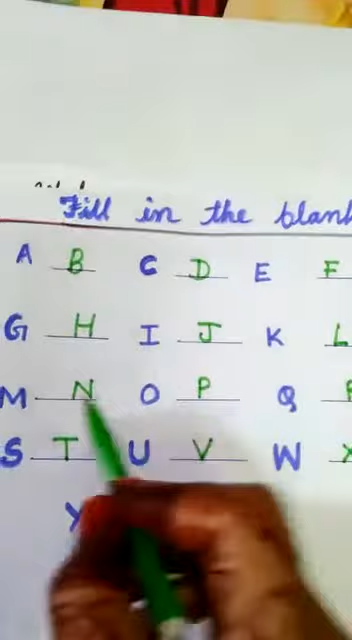 Fill in the blank
A B C D E F
G H I J K L
M N O P Q R
S T U V W X
Y